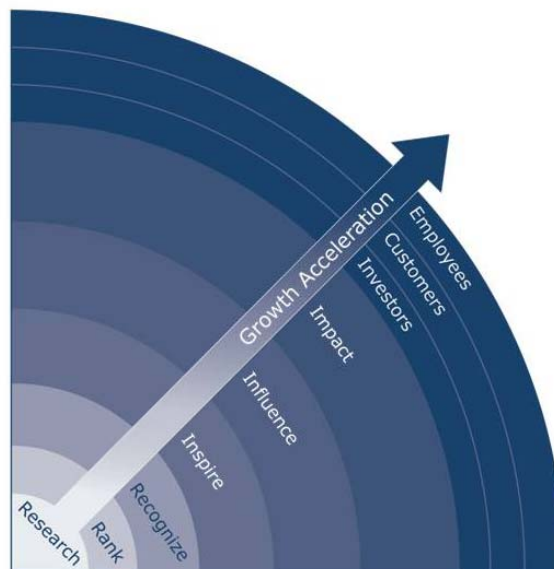 Employees
Customers
Investors
Growth Acceleration
Impact
Influence
Inspire
Recognize
Rank
Research